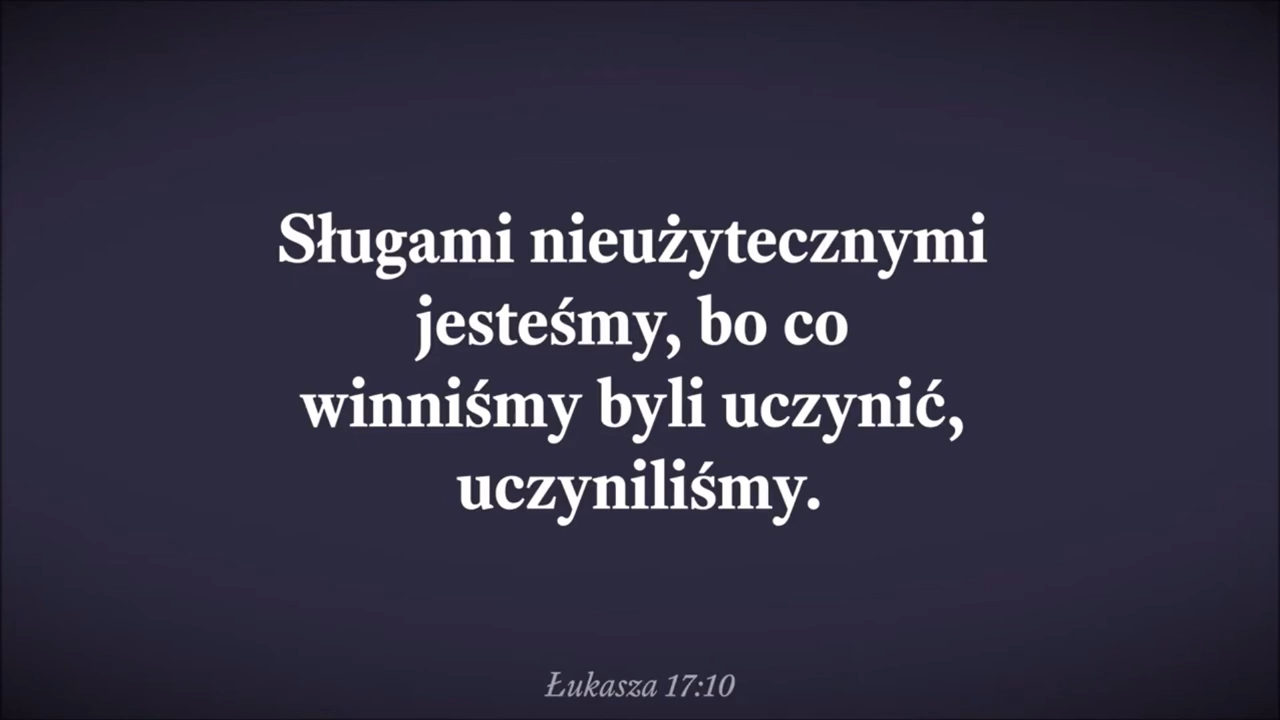 Sługami nieużytecznymi
jesteśmy, bo co
winniśmy byli uczynić,
uczyniliśmy.
Łukasza 17:10